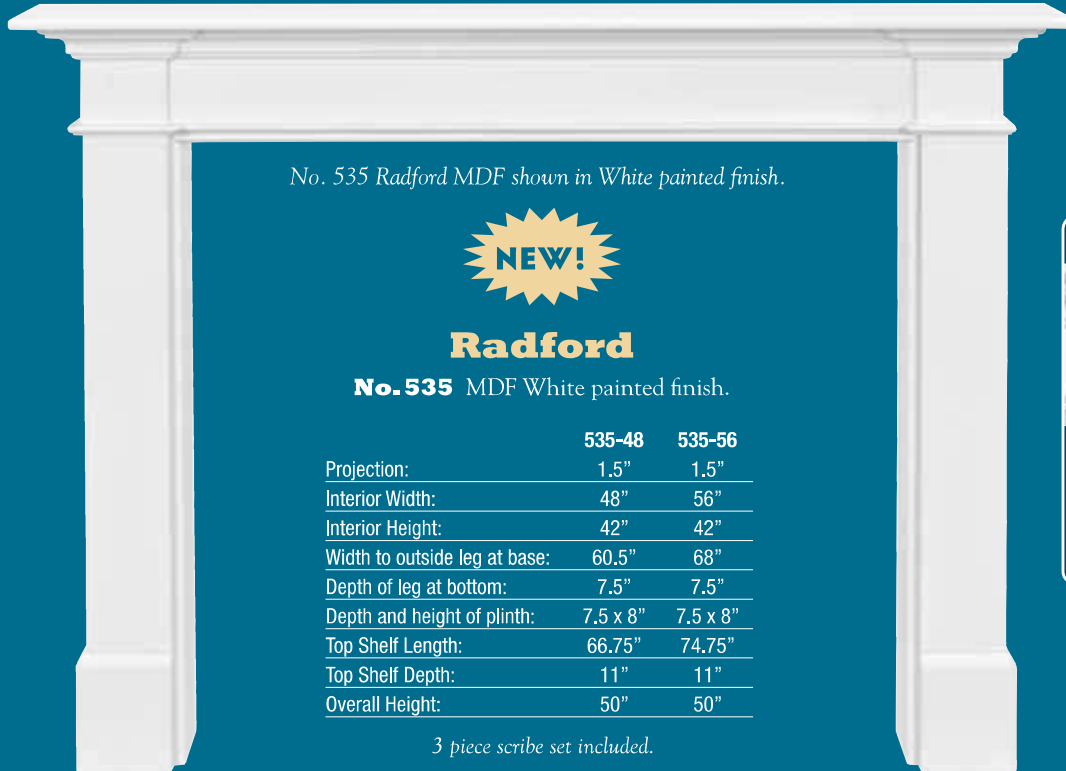 No. 535 Radford MDF shown in White painted finish.
NEW!
Radford
No. 535 MDF White painted finish.
535-48 535-56
Projection: 1.5” 1.5”
Interior Width: 48” 56”
Interior Height: 42” 42”
Width to outside leg at base: 60.5” 68”
Depth of leg at bottom: 7.5” 7.5”
Depth and height of plinth: 7.5 x 8” 7.5 x 8”
Top Shelf Length: 66.75” 74.75”
Top Shelf Depth: 11” 11”
Overall Height: 50” 50”
3 piece scribe set included.